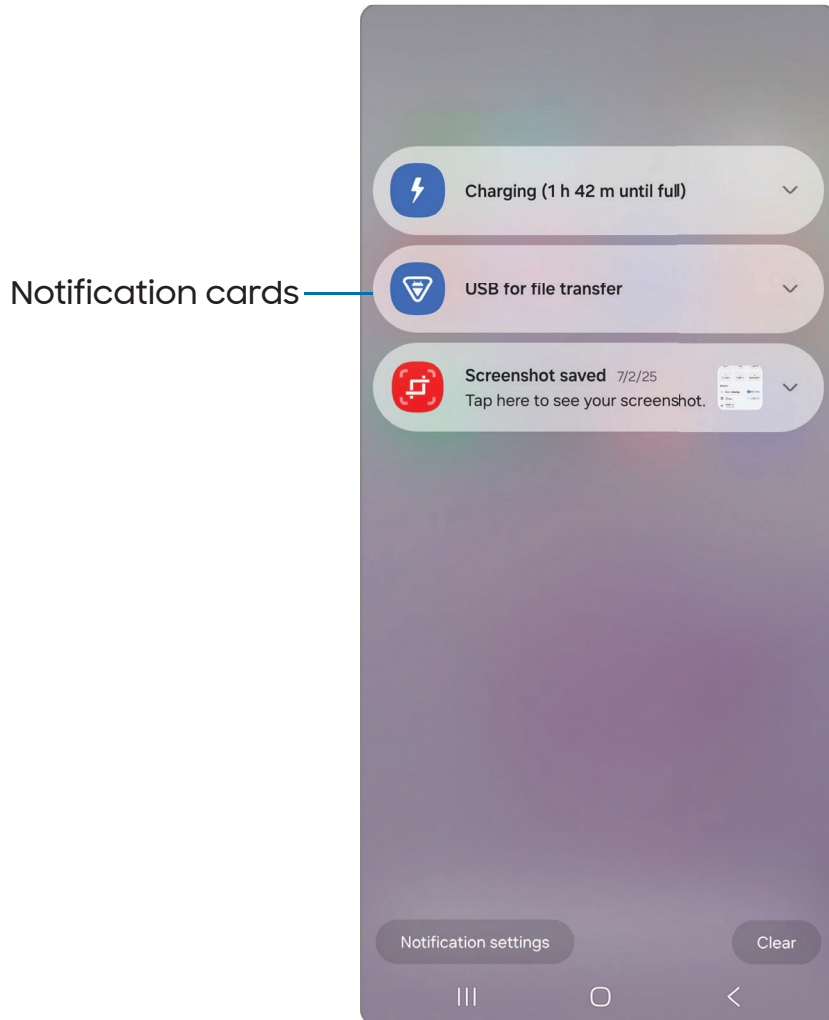 Charging (1 h 42 m until full)
Notification cards
USB for file transfer
Screenshot saved 7/2/25
Tap here to see your screenshot.
Notification settings
Clear